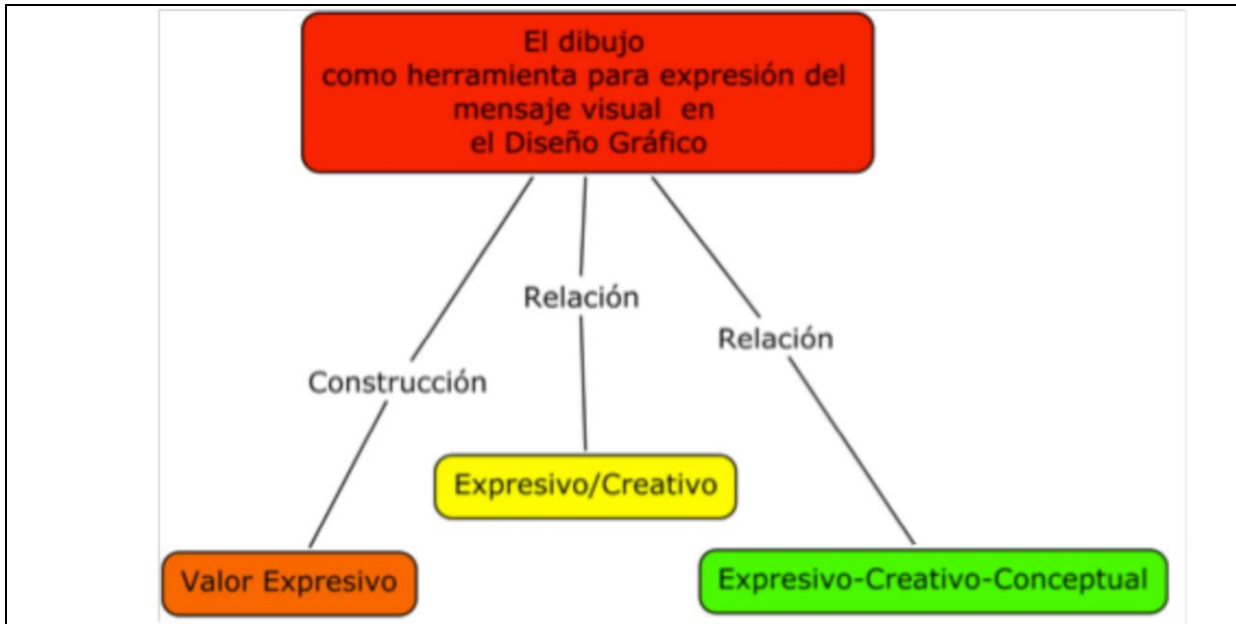 El dibujo
como herramienta para expresión del
mensaje visual en
el Diseño Gráfico
Relación
Relación
Construcción
Expresivo/Creativo
Valor Expresivo
Expresivo-Creativo-Conceptual